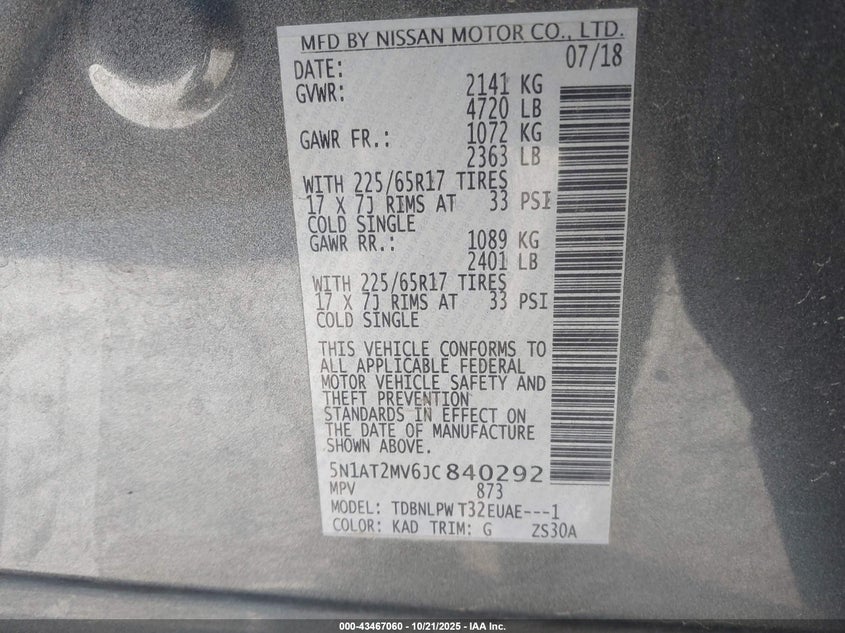 MFD BY NISSAN MOTOR CO., LTD.
DATE: 07/18
GVWR: 2141 KG
4720 LB
GAWR FR.: 1072 KG
2363 LB
WITH 225/65R17 TIRES
17 X 7J RIMS AT 33 PSI
COLD SINGLE
GAWR RR.: 1089 KG
2401 LB
WITH 225/65R17 TIRES
17 X 7J RIMS AT 33 PSI
COLD SINGLE
THIS VEHICLE CONFORMS TO
ALL APPLICABLE FEDERAL
MOTOR VEHICLE SAFETY AND
THEFT PREVENTION
STANDARDS IN EFFECT ON
THE DATE OF MANUFACTURE
SHOWN ABOVE.
5N1AT2MV6JC840292
MPV 873
MODEL: TDBNLPW T32EUAE---1
COLOR: KAD TRIM: G ZS30A
000-43467060 - 10/21/2025 - IAA Inc.